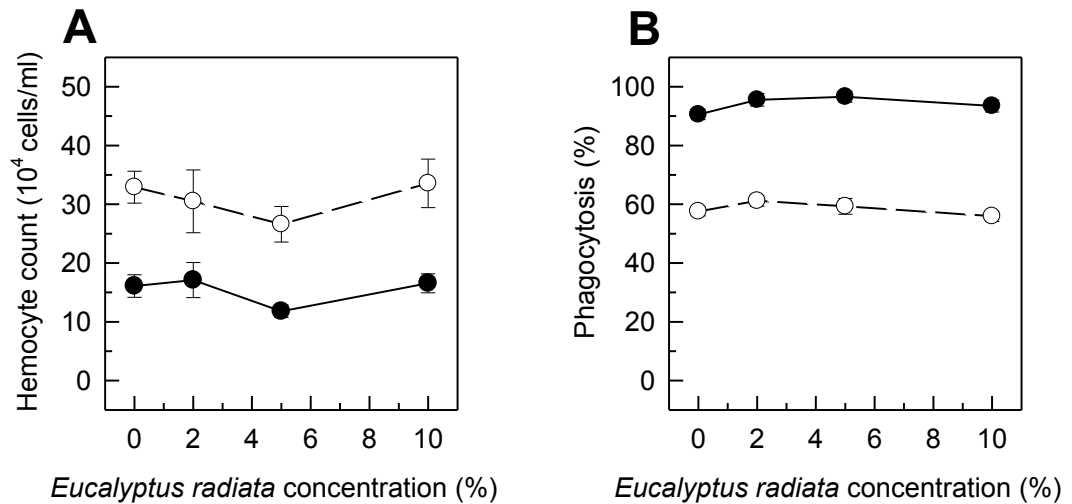 A
Hemocyte count (10⁴ cells/ml)
50
40
30
20
10
0
0 2 4 6 8 10
Eucalyptus radiata concentration (%)
B
Phagocytosis (%)
100
80
60
40
20
0
0 2 4 6 8 10
Eucalyptus radiata concentration (%)